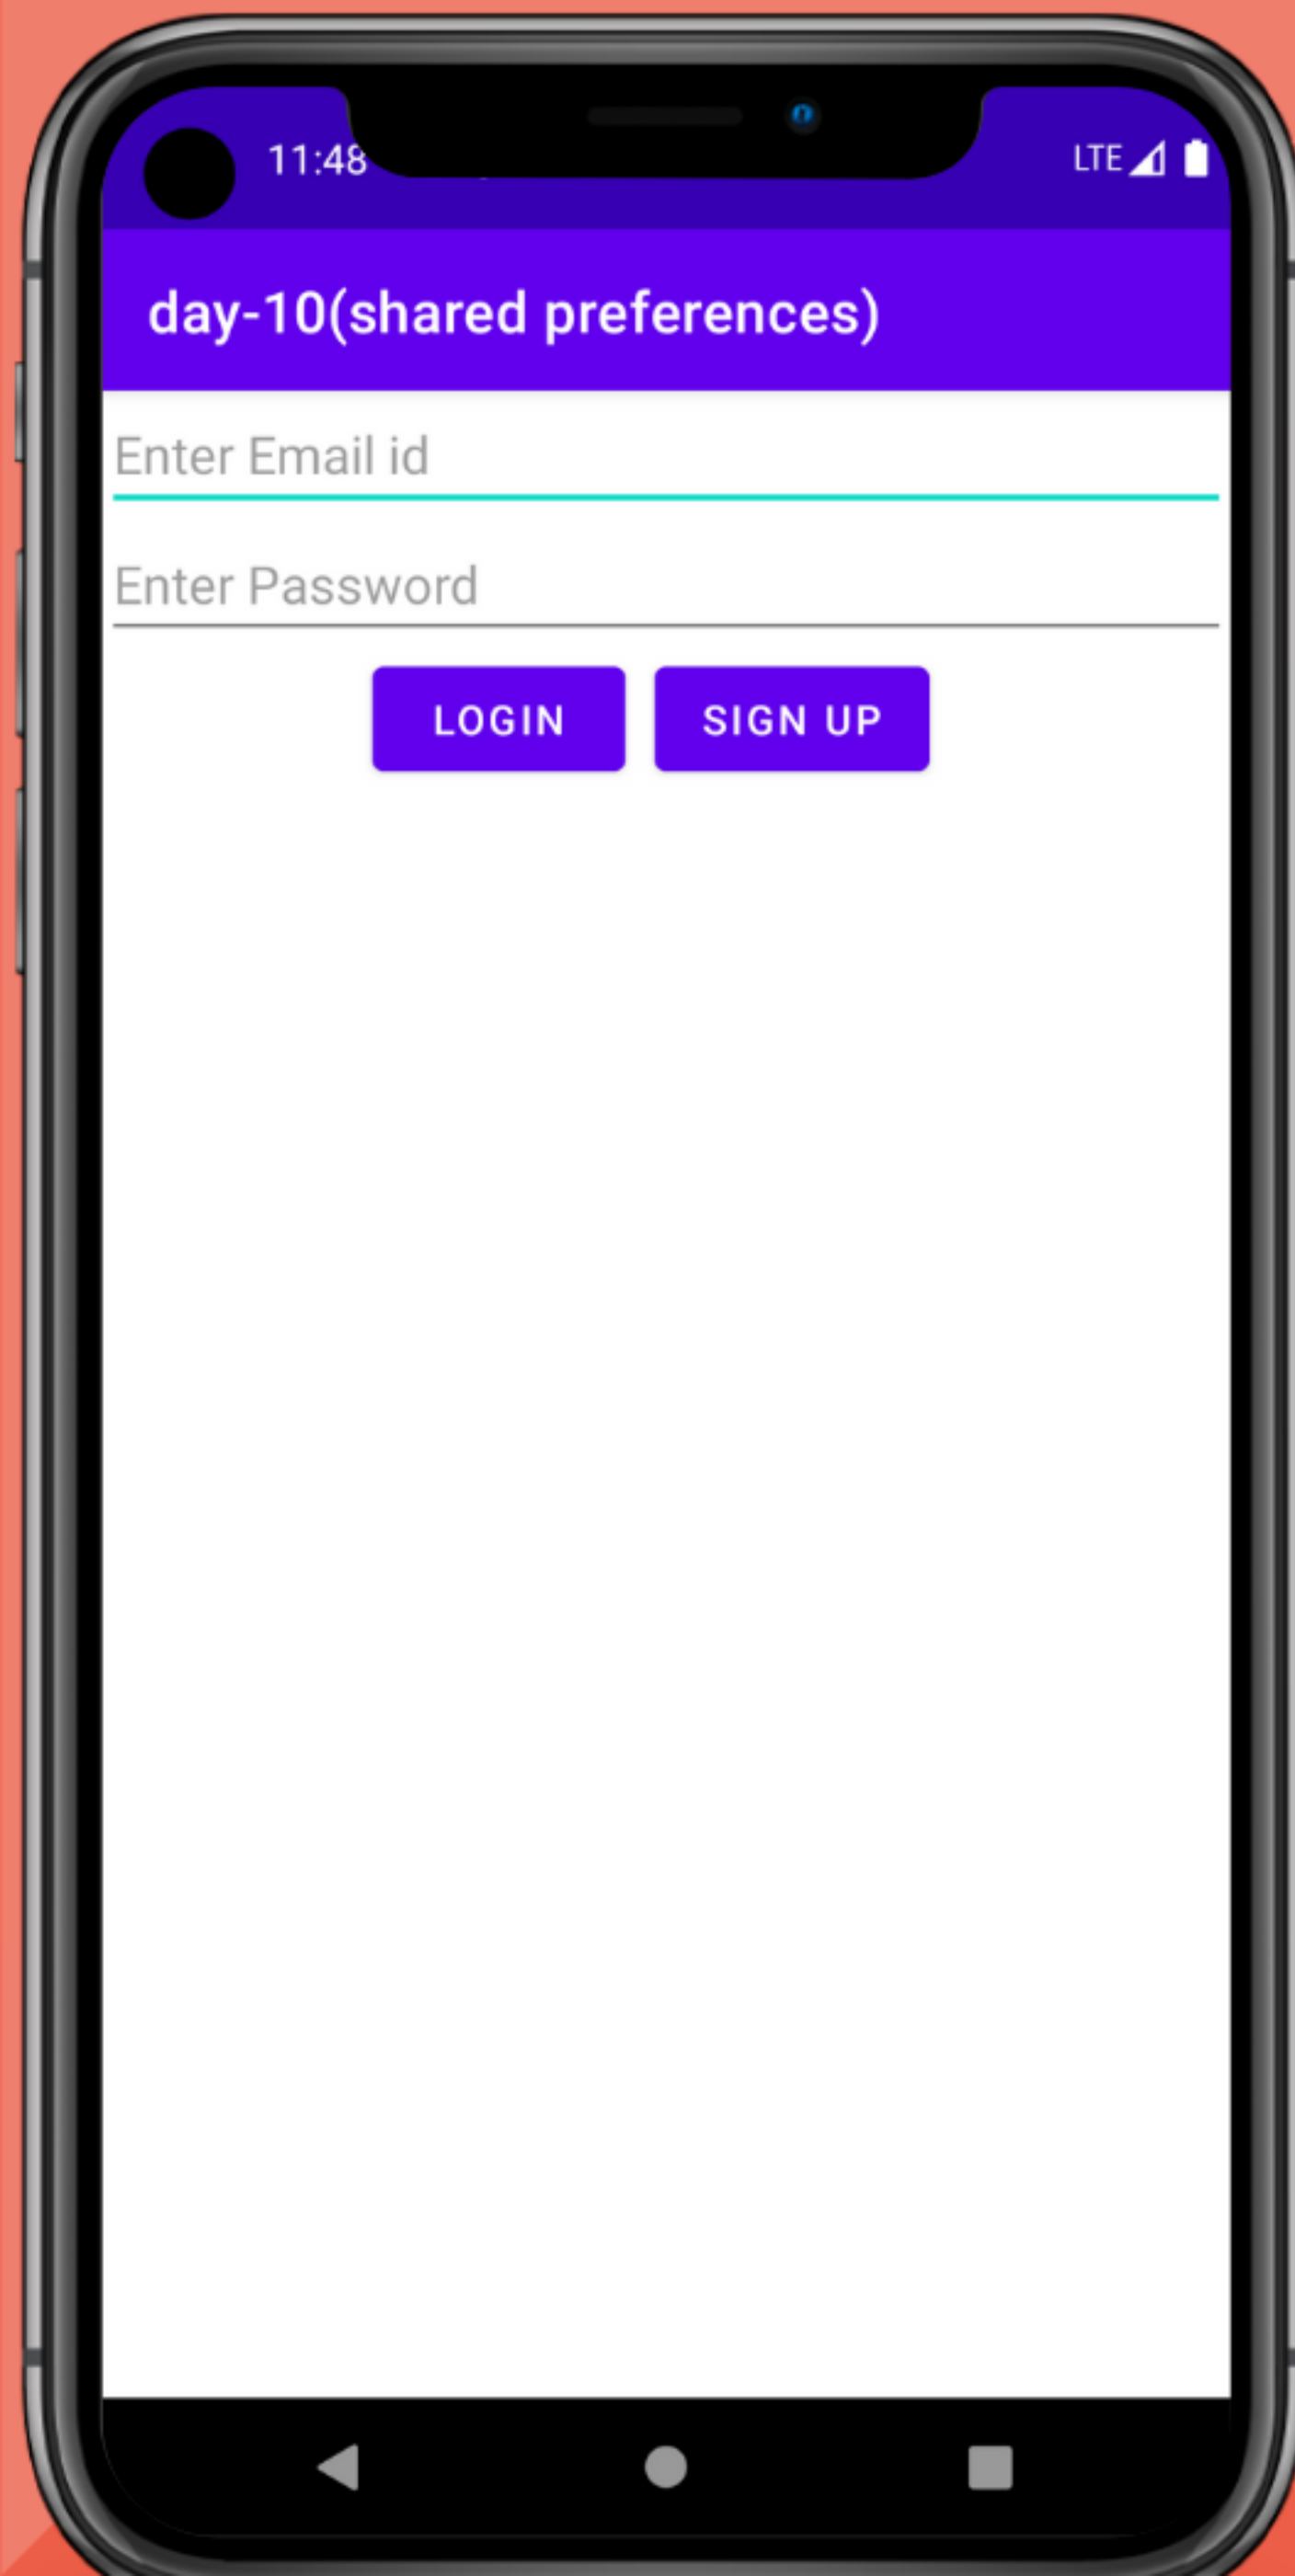 11:48
LTE
day-10(shared preferences)
Enter Email id
Enter Password
LOGIN SIGN UP